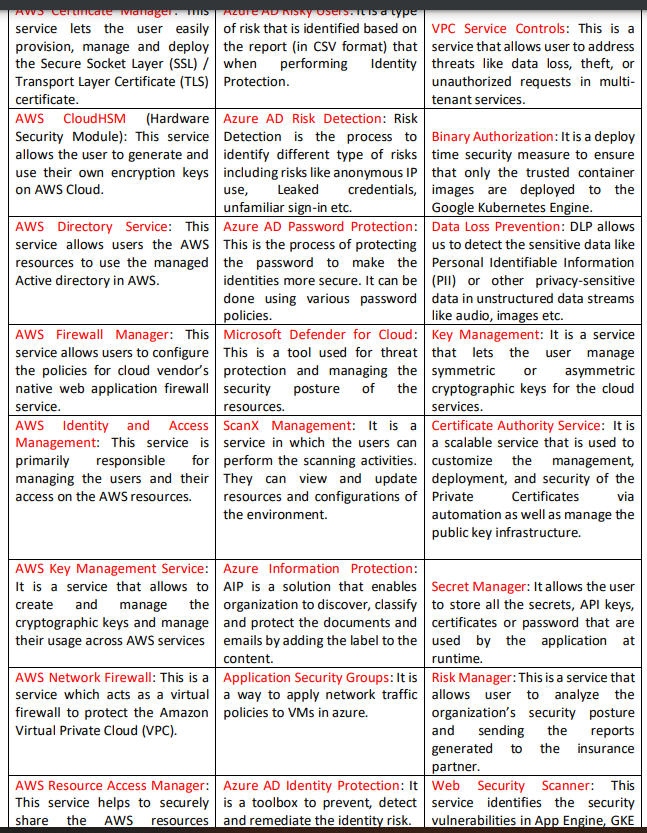 AWS Certificate Manager: This
service lets the user easily
provision, manage and deploy
the Secure Socket Layer (SSL) /
Transport Layer Certificate (TLS)
certificate.
Azure AD Risky Users: It is a type
of risk that is identified based on
the report (in CSV format) that
when performing Identity
Protection.
VPC Service Controls: This is a
service that allows user to address
threats like data loss, theft, or
unauthorized requests in multi-
tenant services.
AWS CloudHSM (Hardware
Security Module): This service
allows the user to generate and
use their own encryption keys
on AWS Cloud.
Azure AD Risk Detection: Risk
Detection is the process to
identify different type of risks
including risks like anonymous IP
use, Leaked credentials,
unfamiliar sign-in etc.
Binary Authorization: It is a deploy
time security measure to ensure
that only the trusted container
images are deployed to the
Google Kubernetes Engine.
AWS Directory Service: This
service allows users the AWS
resources to use the managed
Active directory in AWS.
Azure AD Password Protection:
This is the process of protecting
the password to make the
identities more secure. It can be
done using various password
policies.
Data Loss Prevention: DLP allows
us to detect the sensitive data like
Personal Identifiable Information
(PII) or other privacy-sensitive
data in unstructured data streams
like audio, images etc.
AWS Firewall Manager: This
service allows users to configure
the policies for cloud vendor's
native web application firewall
service.
Microsoft Defender for Cloud:
This is a tool used for threat
protection and managing the
security posture of the
resources.
Key Management: It is a service
that lets the user manage
symmetric or asymmetric
cryptographic keys for the cloud
services.
AWS Identity and Access
Management: This service is
primarily responsible for
managing the users and their
access on the AWS resources.
ScanX Management: It is a
service in which the users can
perform the scanning activities.
They can view and update
resources and configurations of
the environment.
Certificate Authority Service: It is
a scalable service that is used to
customize the management,
deployment, and security of the
Private Certificates via
automation as well as manage the
public key infrastructure.
AWS Key Management Service:
It is a service that allows to
create and manage the
cryptographic keys and manage
their usage across AWS services
Azure Information Protection:
AIP is a solution that enables
organization to discover, classify
and protect the documents and
emails by adding the label to the
content.
Secret Manager: It allows the user
to store all the secrets, API keys,
certificates or password that are
used by the application at
runtime.
AWS Network Firewall: This is a
service which acts as a virtual
firewall to protect the Amazon
Virtual Private Cloud (VPC).
Application Security Groups: It is
a way to apply network traffic
policies to VMs in azure.
Risk Manager: This is a service that
allows user to analyze the
organization's security posture
and sending the reports
generated to the insurance
partner.
AWS Resource Access Manager:
This service helps to securely
share the AWS resources
Azure AD Identity Protection: It
is a toolbox to prevent, detect
and remediate the identity risk.
Web Security Scanner: This
service identifies the security
vulnerabilities in App Engine, GKE